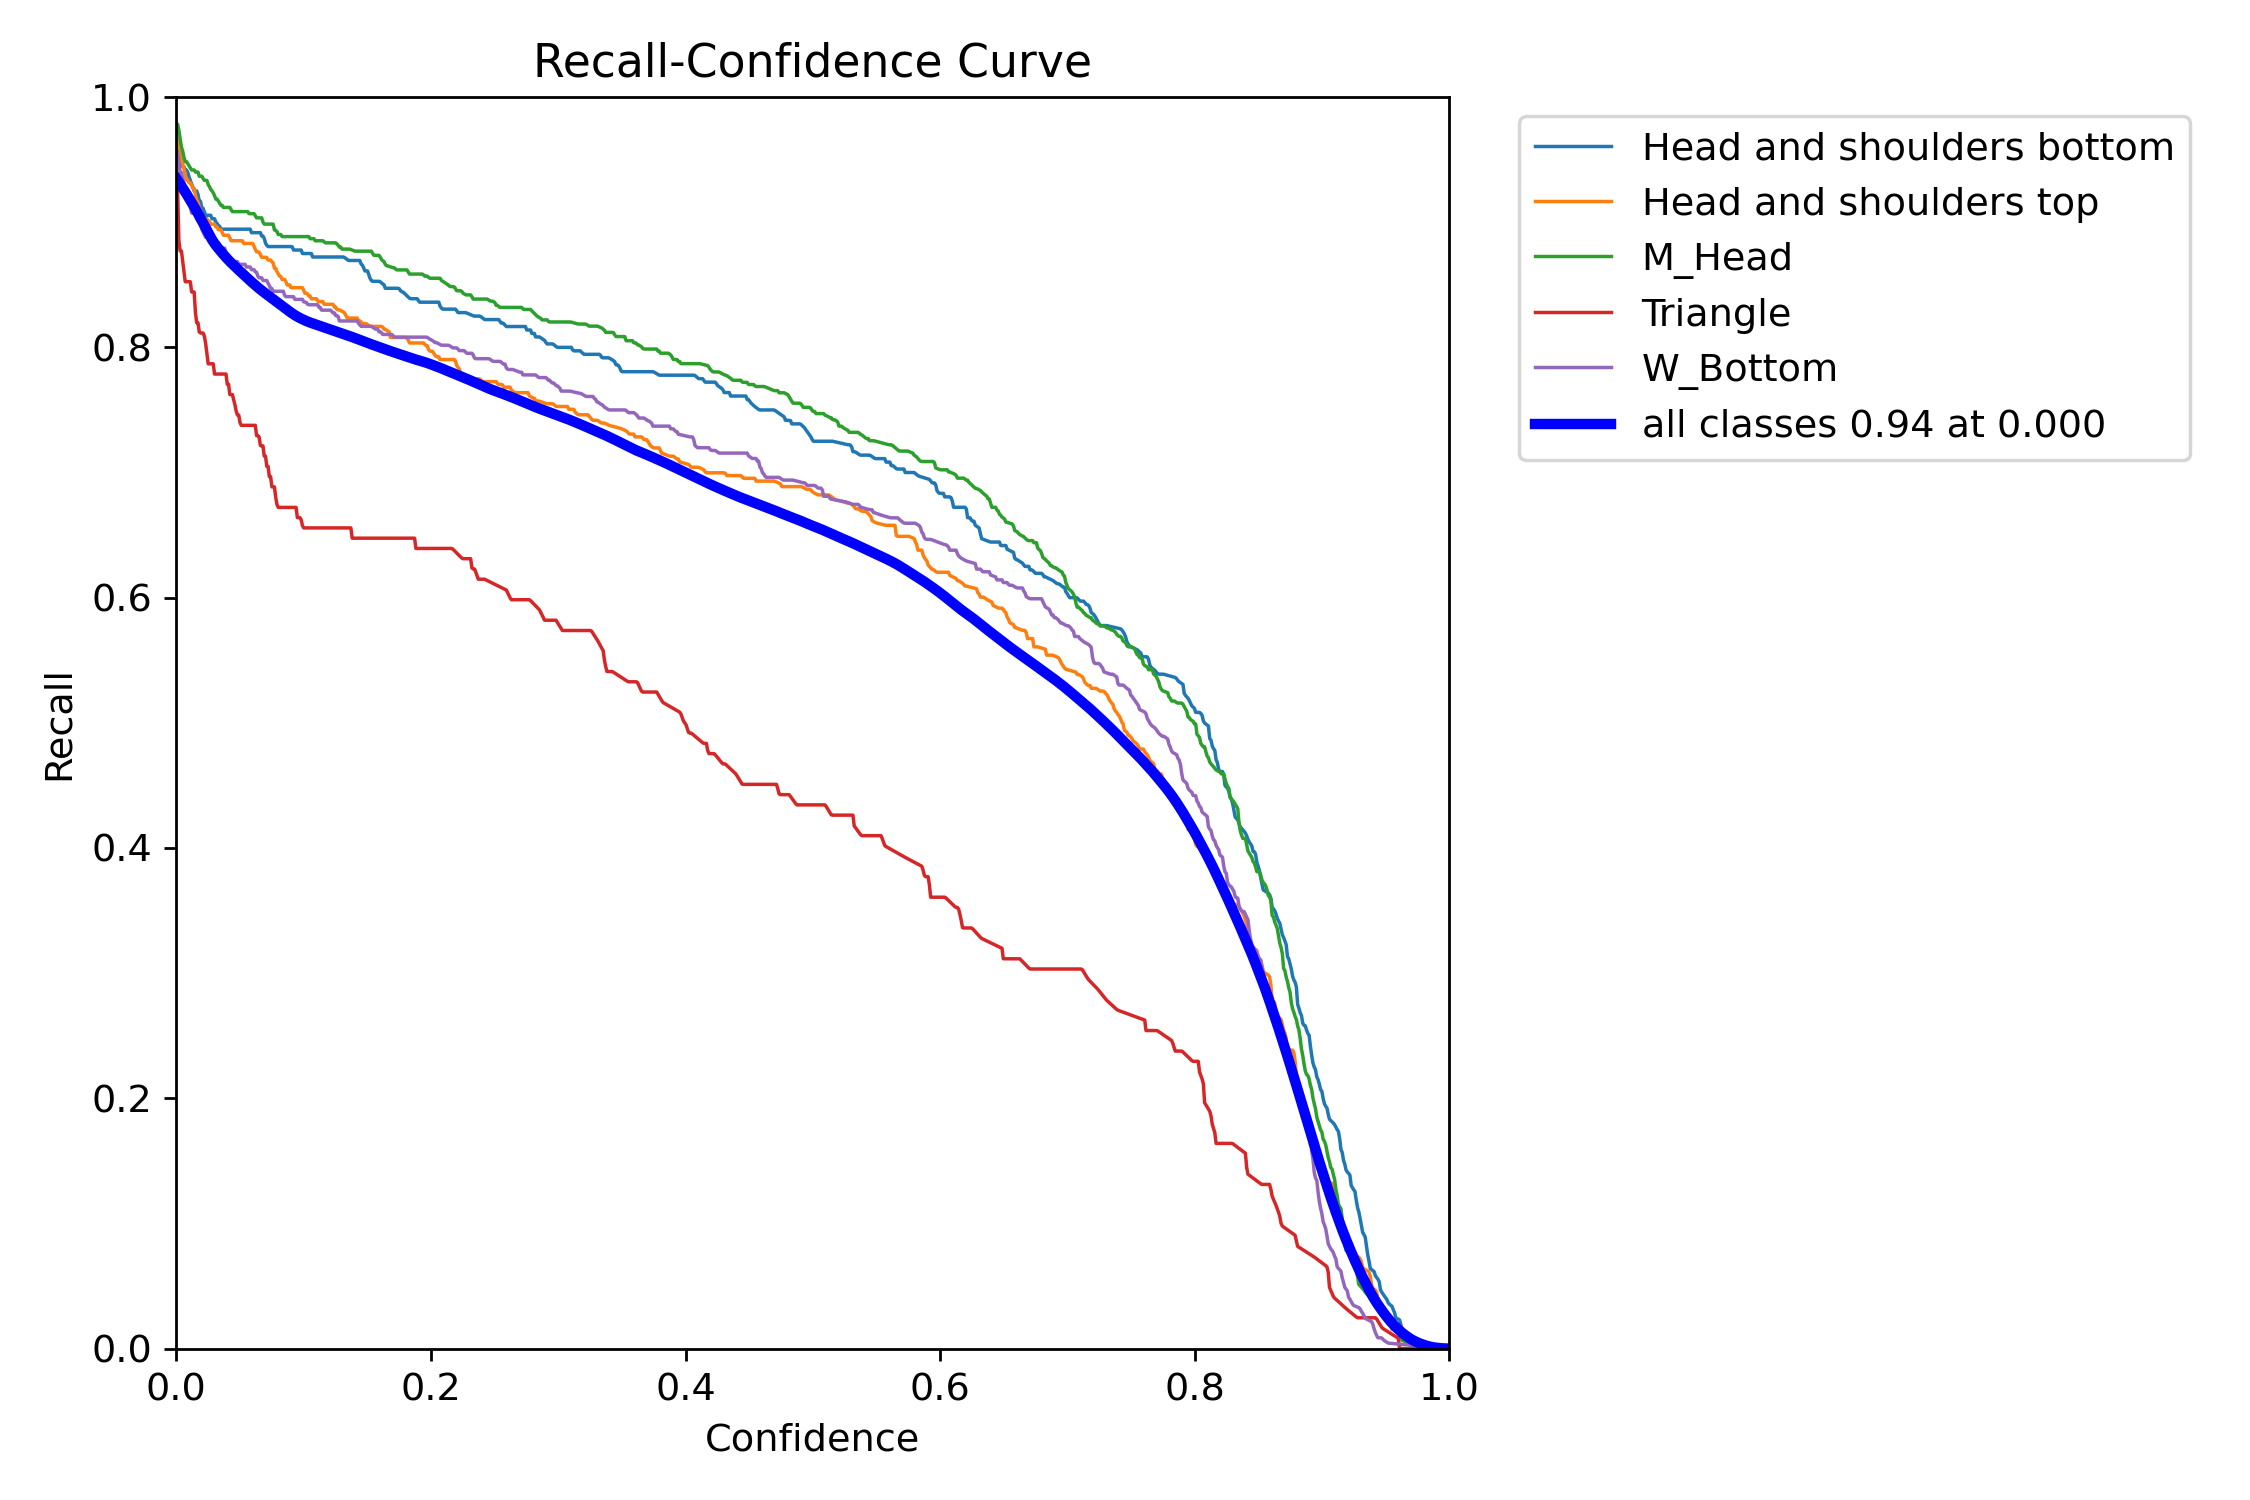 Recall-Confidence Curve
1.0
0.8
0.6
0.4
0.2
0.0
Recall
0.0 0.2 0.4 0.6 0.8 1.0
Confidence
Head and shoulders bottom
Head and shoulders top
M_Head
Triangle
W_Bottom
all classes 0.94 at 0.000